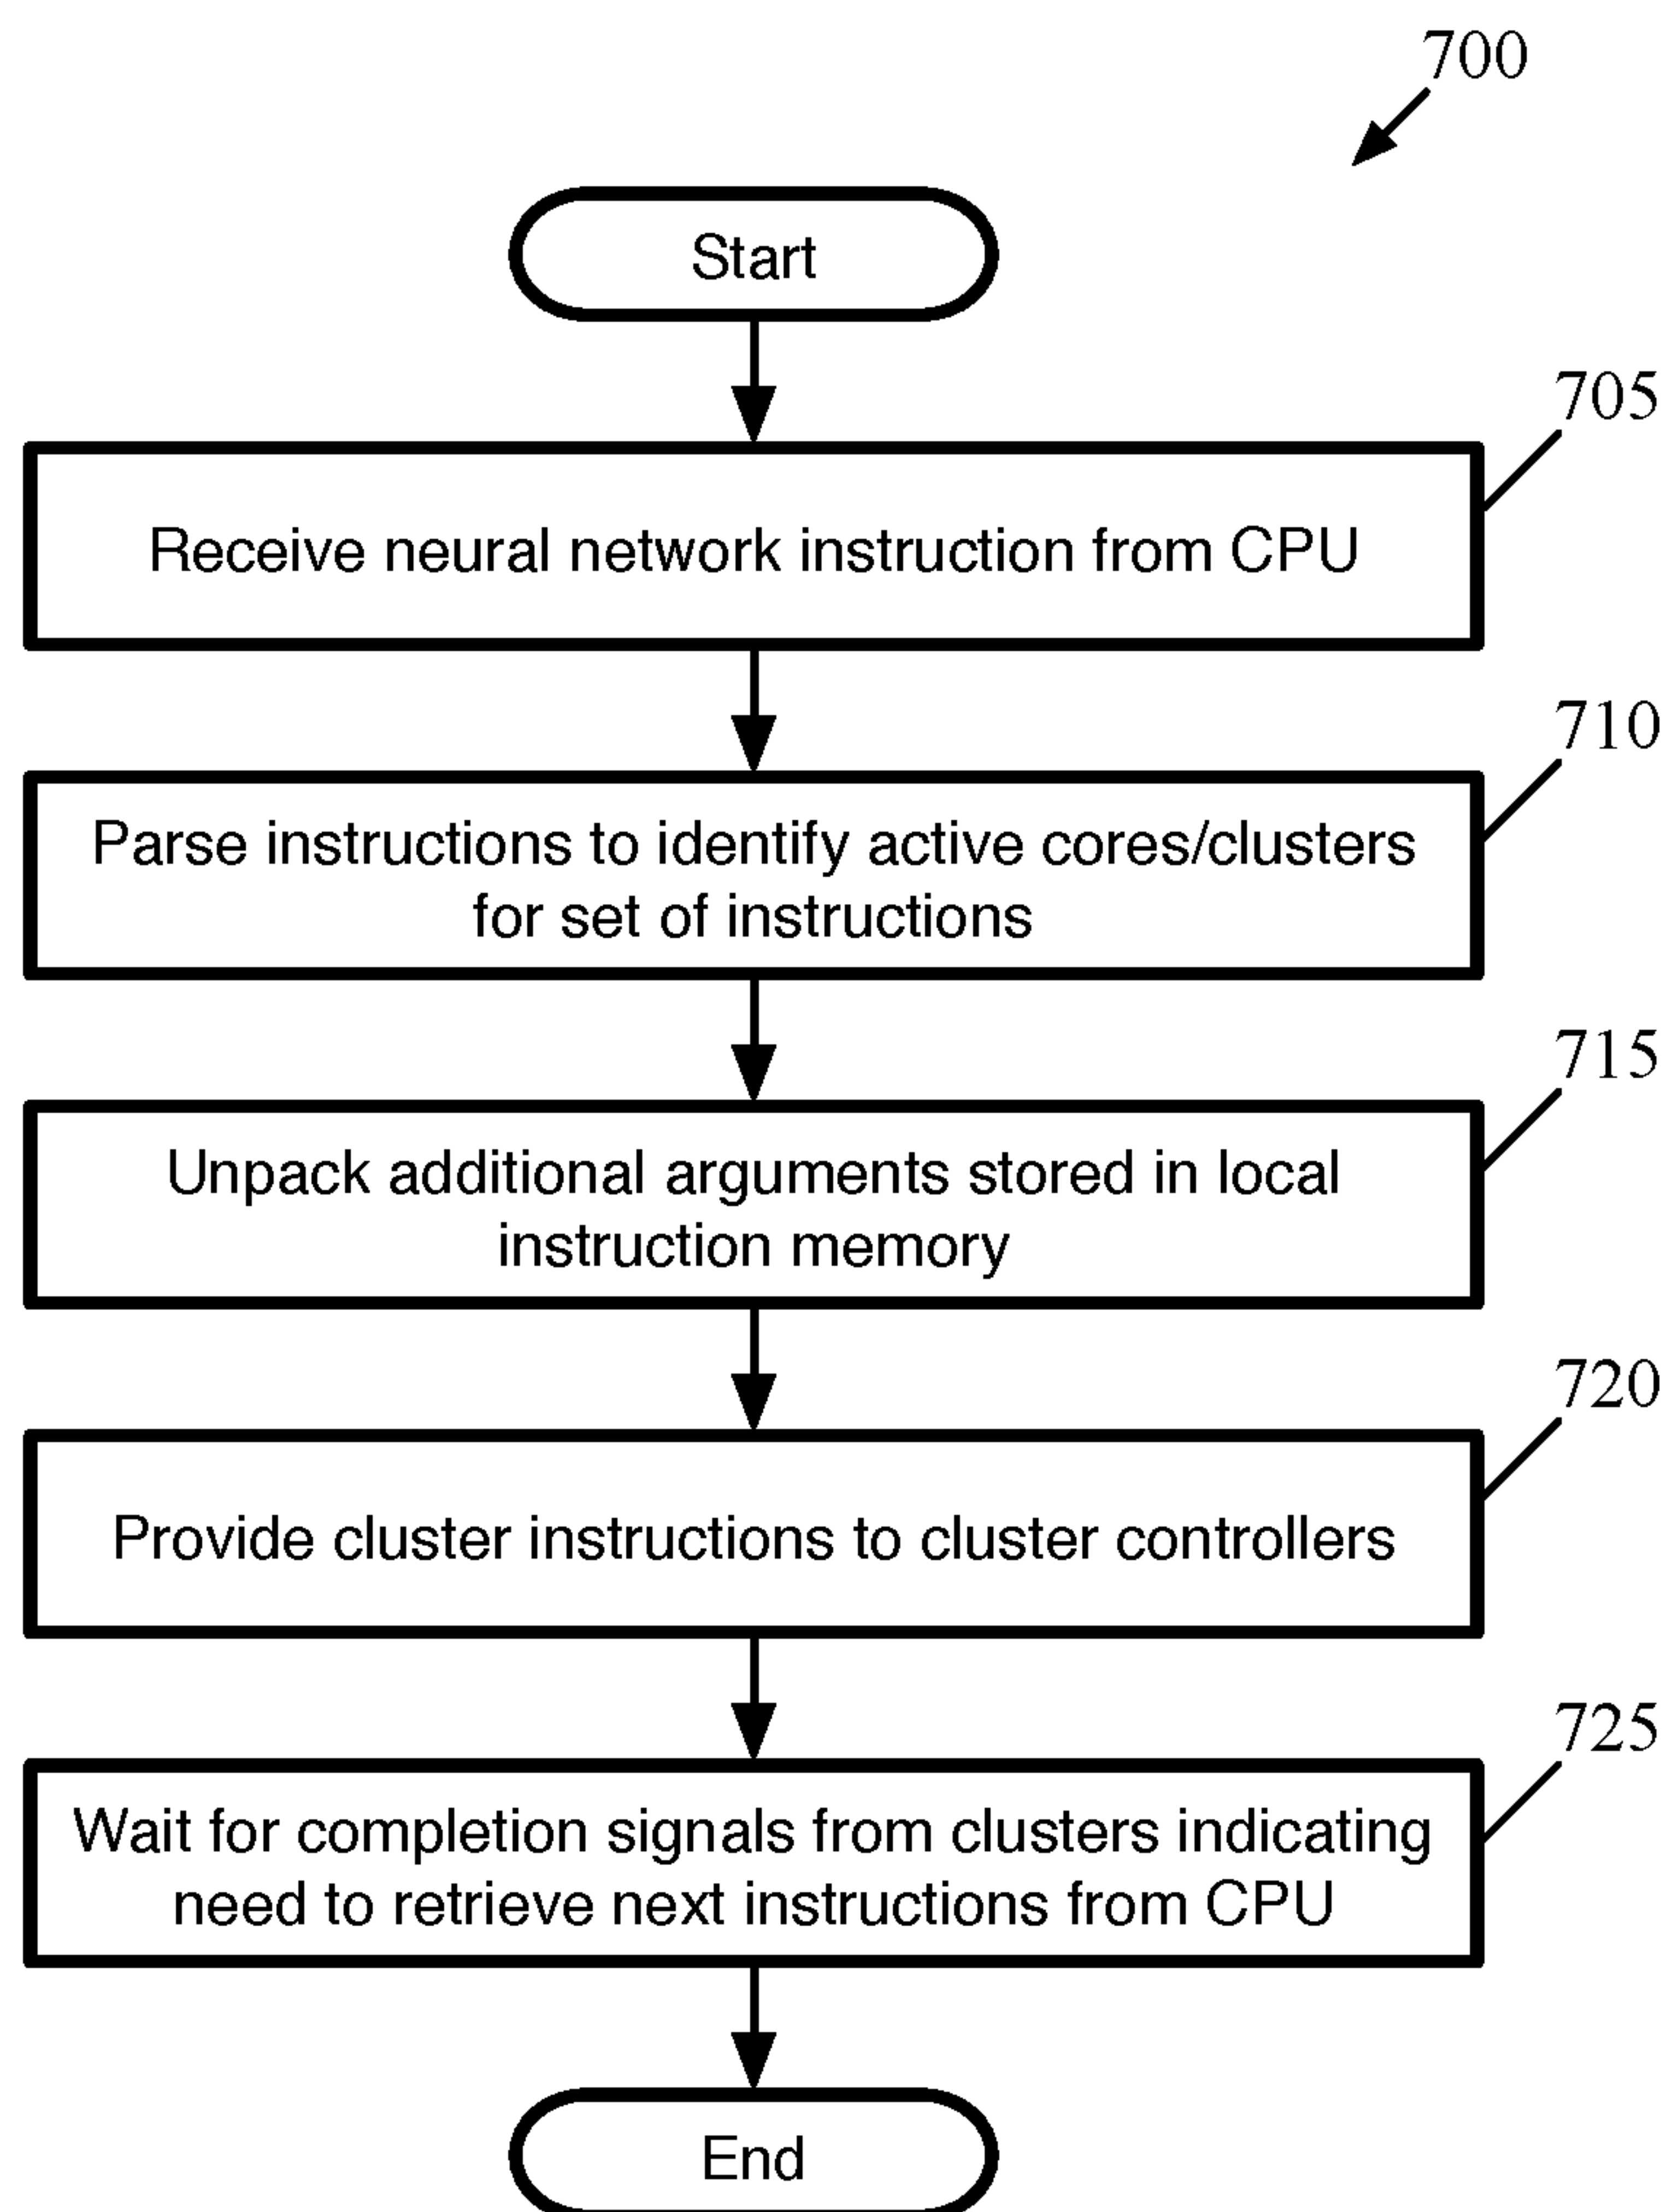 700
Start
705
Receive neural network instruction from CPU
710
Parse instructions to identify active cores/clusters
for set of instructions
715
Unpack additional arguments stored in local
instruction memory
720
Provide cluster instructions to cluster controllers
725
Wait for completion signals from clusters indicating
need to retrieve next instructions from CPU
End